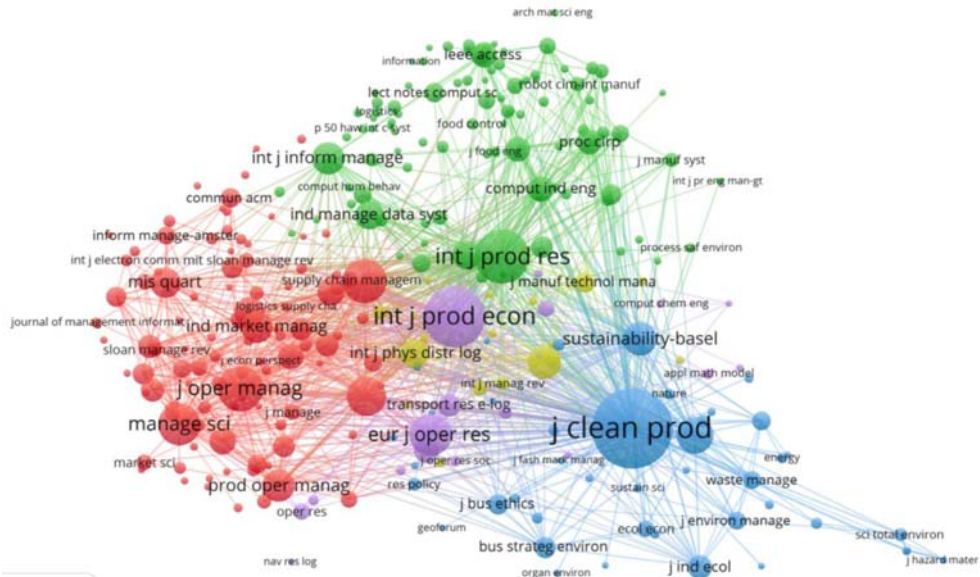 arch mat sci eng
ieee access
information
robot cim-int manuf
lect notes comput sc
logistics
food control
p 50 haw int c syst
proc cirp
j food eng
int j inform manage
j manuf syst
int j pr eng man-gt
comput hum behav
comput ind eng
commun acm
ind manage data syst
inform manage-amster
process saf environ
int j prod res
int j electron comm
mit sloan manage rev
mis quart
supply chain managem
j manuf technol mana
comput chem eng
logistics supply cha
int j prod econ
journal of management informat
ind market manag
sustainability-basel
sloan manage rev
int j phys distr log
j econ perspect
appl math model
int j manag rev
j oper manag
nature
transport res e-log
j manage
manage sci
j clean prod
eur j oper res
market sci
j oper res soc
j fash mark manag
energy
waste manage
prod oper manag
res policy
sustain sci
j bus ethics
oper res
j environ manage
geoforum
ecol econ
sci total environ
bus strateg environ
nav res log
j hazard mater
j ind ecol
organ environ